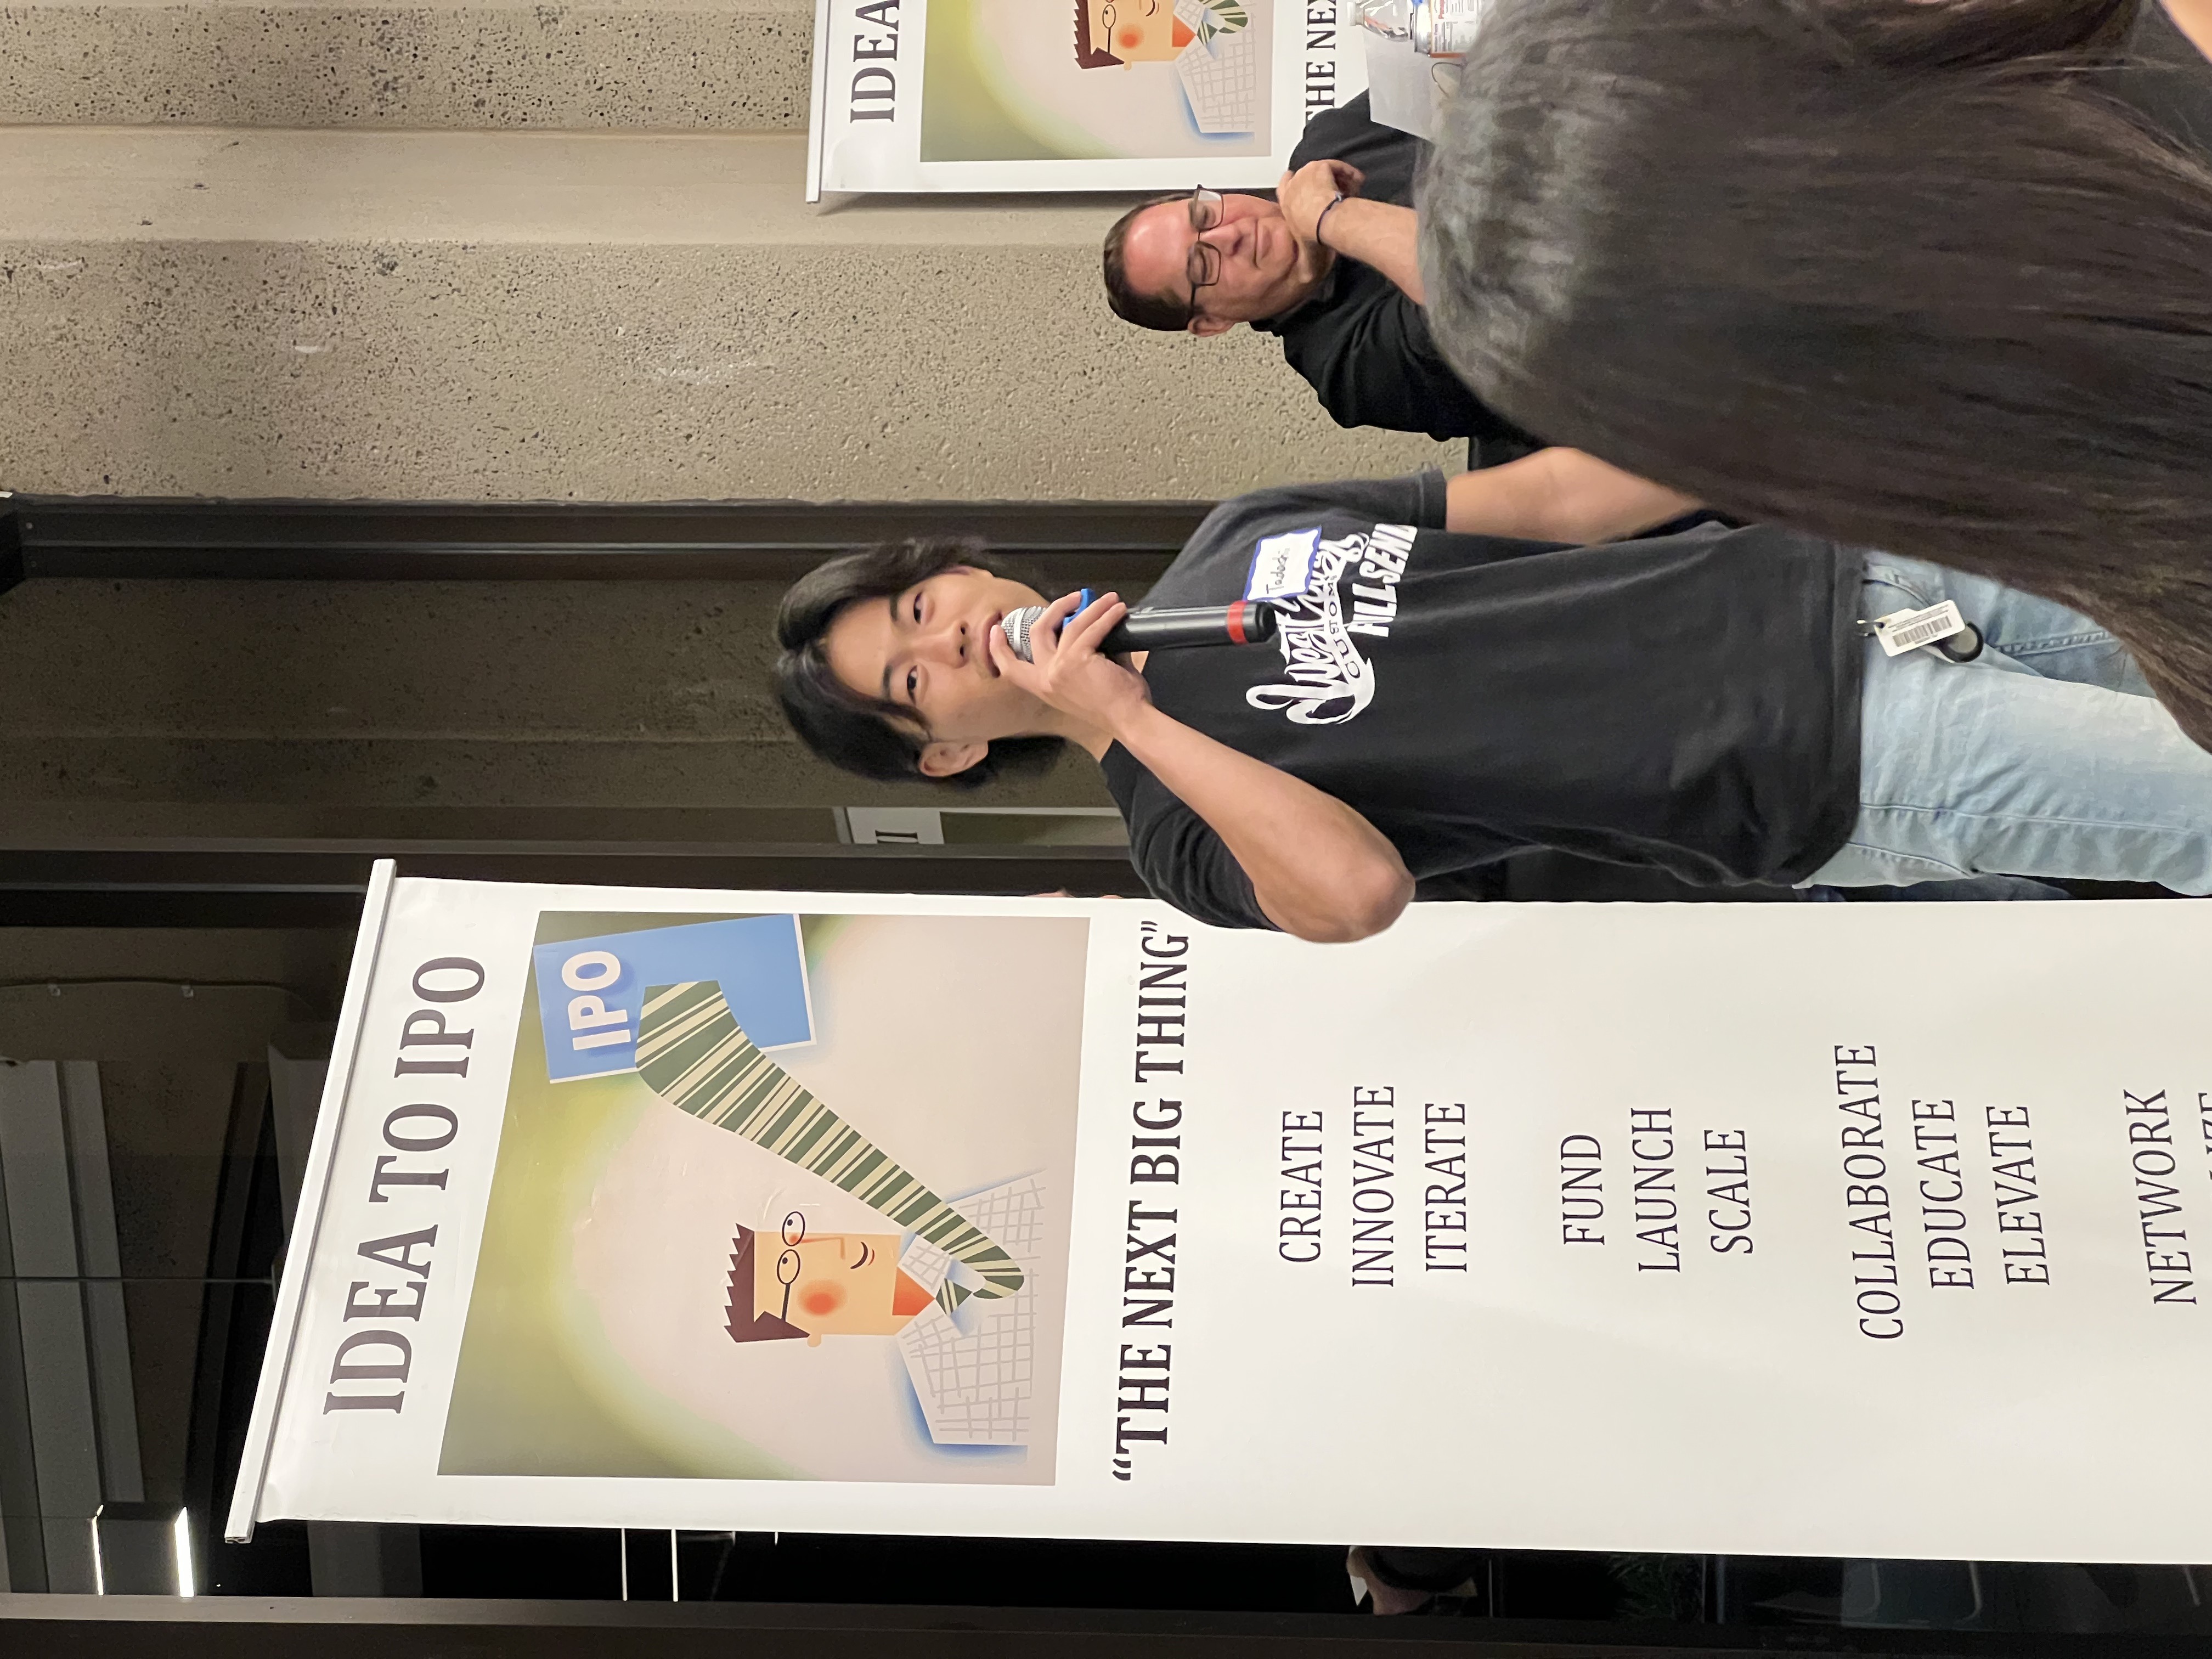 IDEA TO IPO
IPO
“THE NEXT BIG THING”
CREATE
INNOVATE
ITERATE
FUND
LAUNCH
SCALE
COLLABORATE
EDUCATE
ELEVATE
NETWORK
Tadashi
West
CUSTOMS
FULL SEND
IDEA
THE NEX